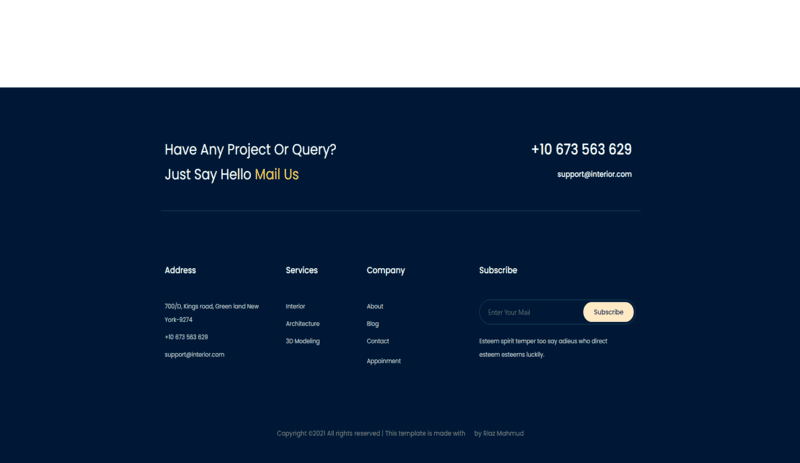 Have Any Project Or Query?
Just Say Hello Mail Us
+10 673 563 629
support@interior.com
Address
700/D, Kings road, Green land New
York-9274
+10 673 563 629
support@interior.com
Services
Interior
Architecture
3D Modeling
Company
About
Blog
Contact
Appoinment
Subscribe
Enter Your Mail
Subscribe
Esteem spirit temper too say adieus who direct
esteem esteems luckily.
Copyright ©2021 All rights reserved | This template is made with by Riaz Mahmud